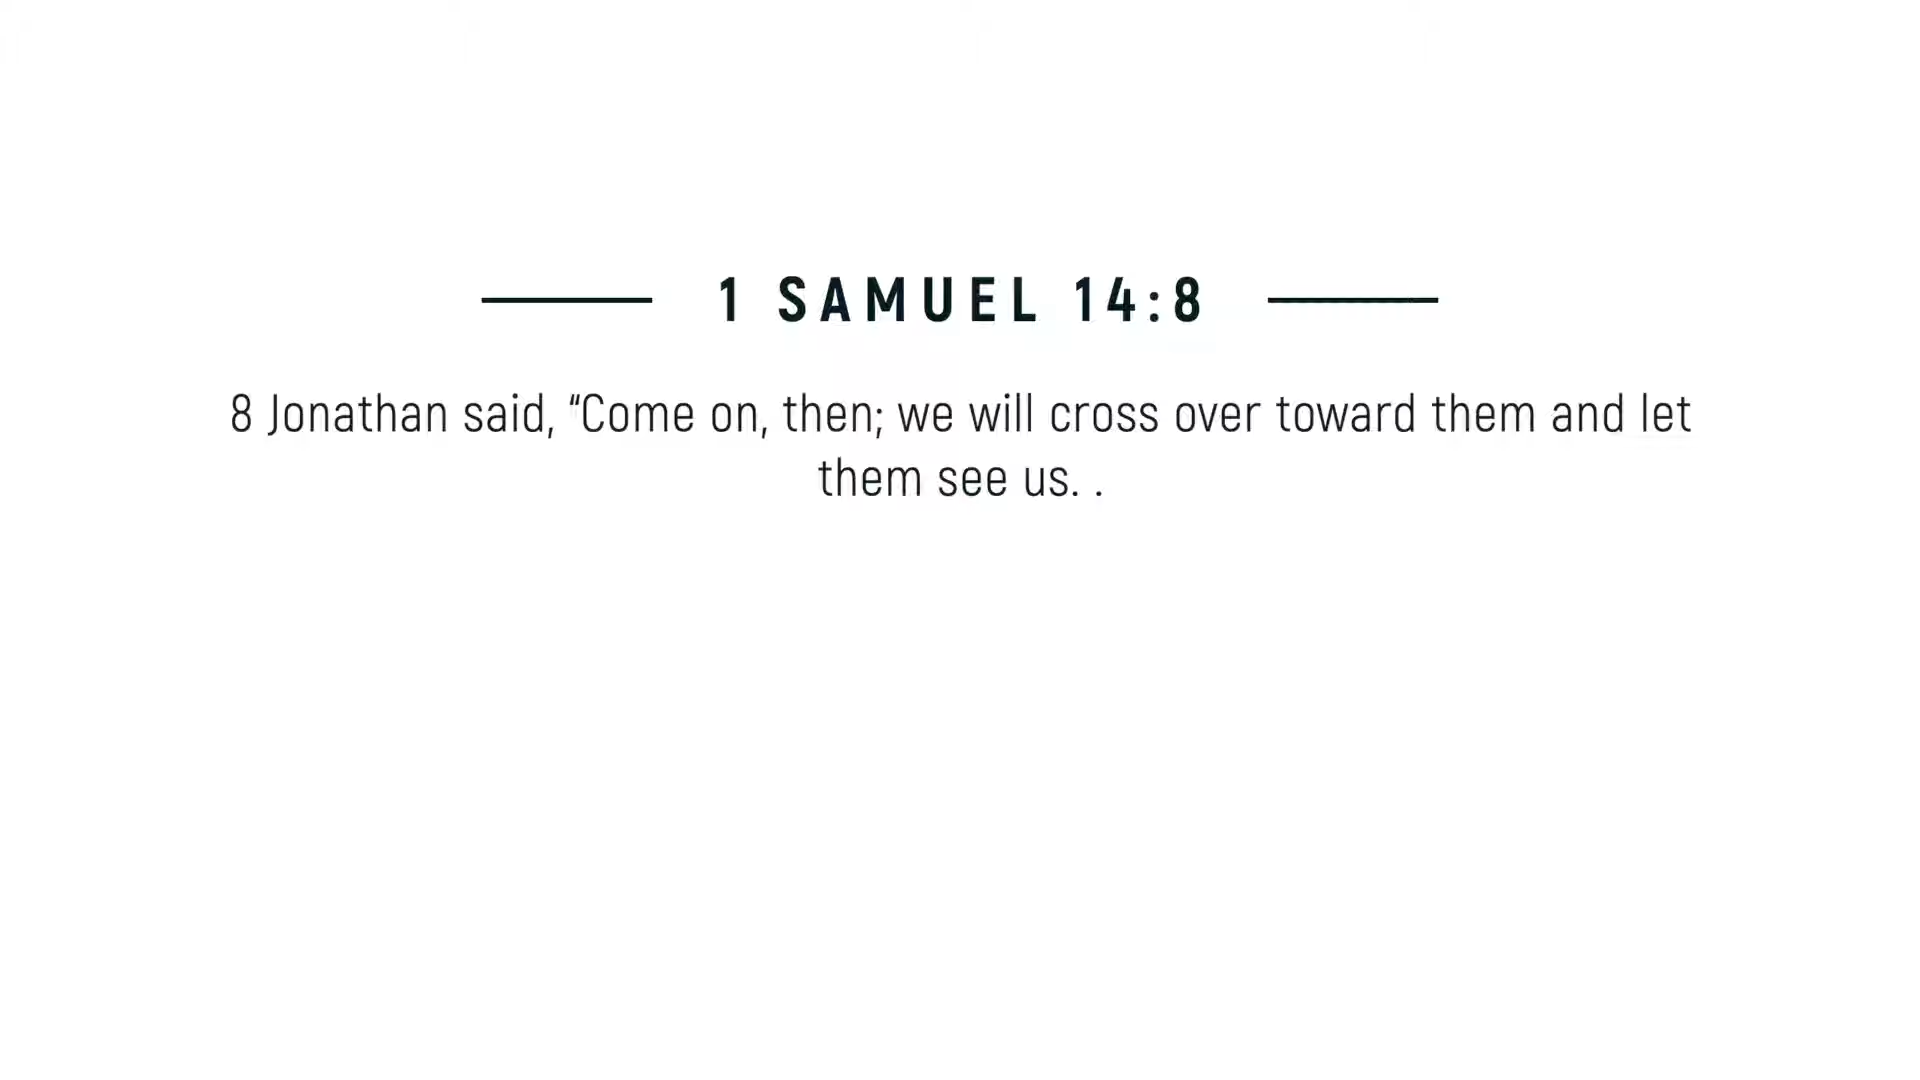 1 SAMUEL 14:8
8 Jonathan said, “Come on, then; we will cross over toward them and let
them see us. .